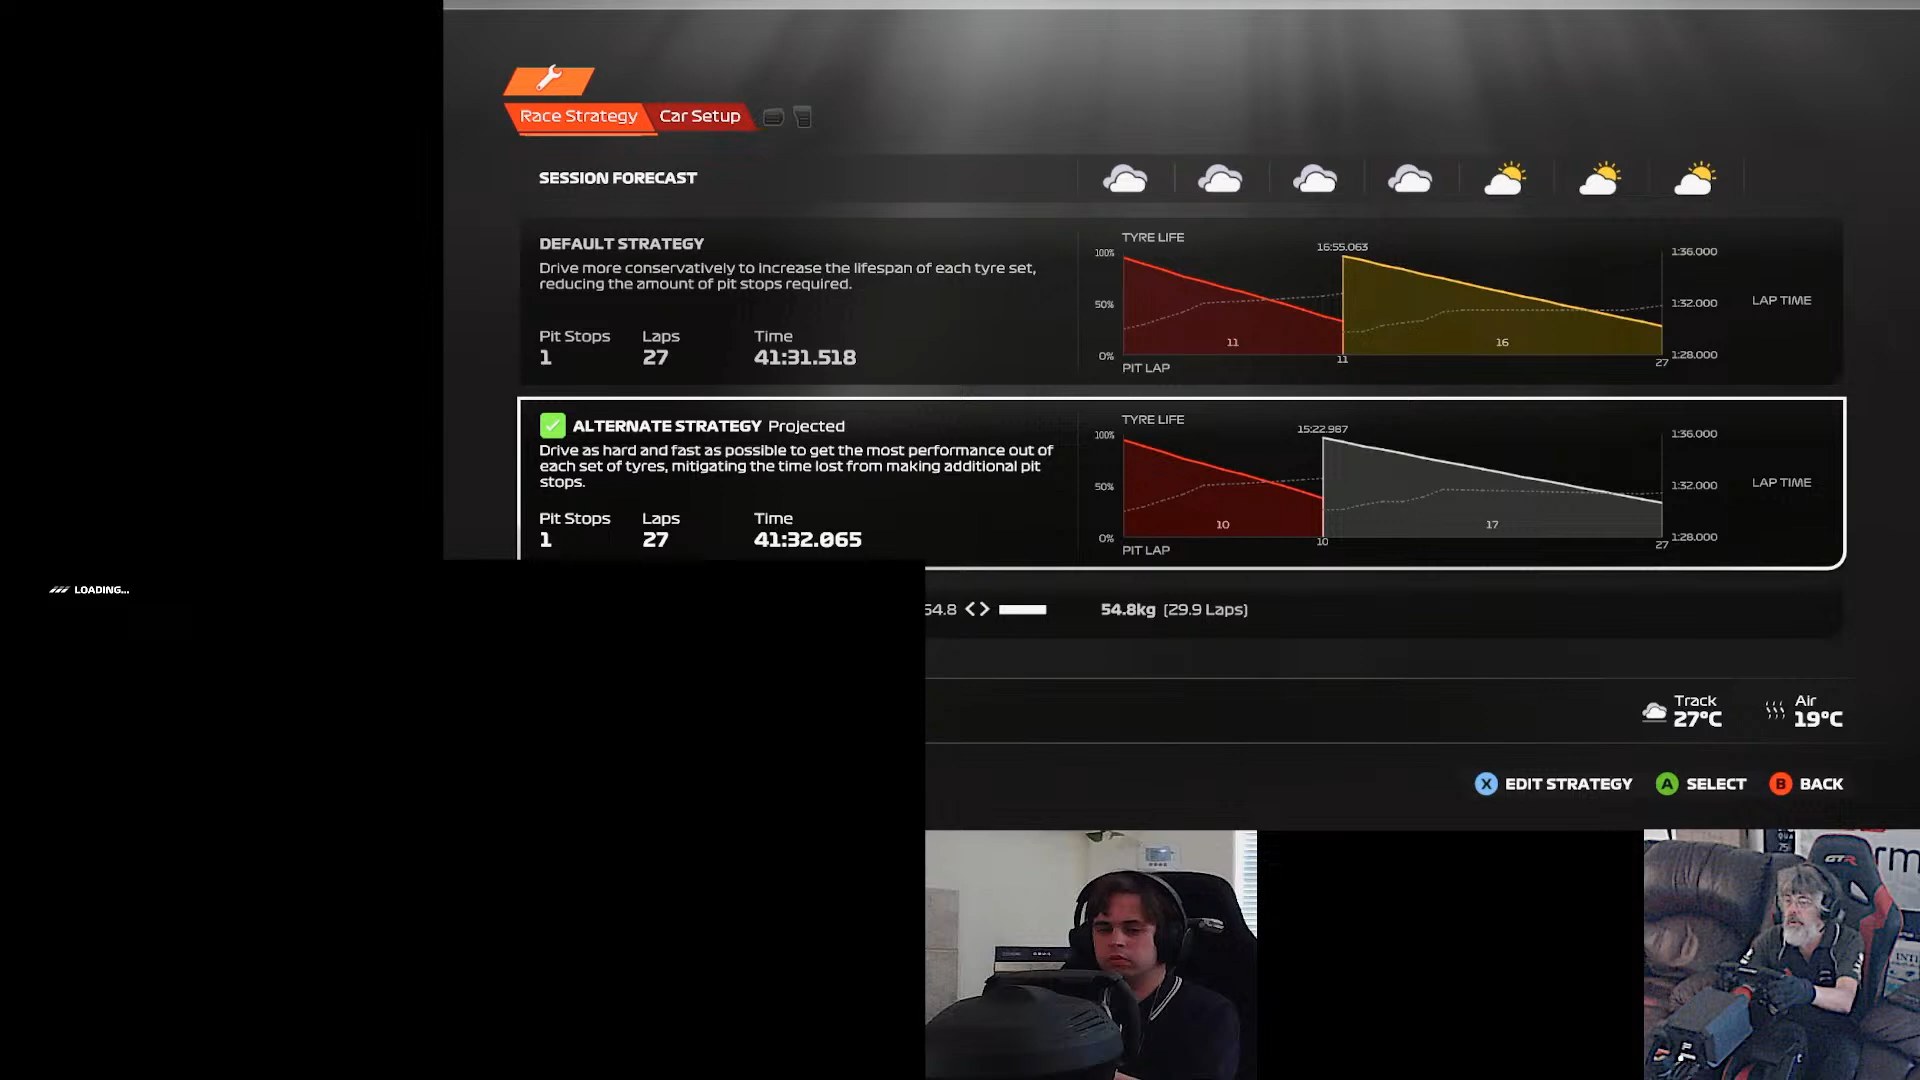 Race Strategy
Car Setup
SESSION FORECAST
DEFAULT STRATEGY
Drive more conservatively to increase the lifespan of each tyre set,
reducing the amount of pit stops required.
Pit Stops Laps Time
1 27 41:31.518
TYRE LIFE
100%
50%
0%
PIT LAP
16:55.063
11
16
11
27
1:36.000
1:32.000
1:28.000
LAP TIME
ALTERNATE STRATEGY Projected
Drive as hard and fast as possible to get the most performance out of
each set of tyres, mitigating the time lost from making additional pit
stops.
Pit Stops Laps Time
1 27 41:32.065
TYRE LIFE
100%
50%
0%
PIT LAP
15:22.987
10
17
10
27
1:36.000
1:32.000
1:28.000
LAP TIME
LOADING...
54.8 <> 54.8kg (29.9 Laps)
Track
27°C
Air
19°C
X EDIT STRATEGY A SELECT B BACK
GTR